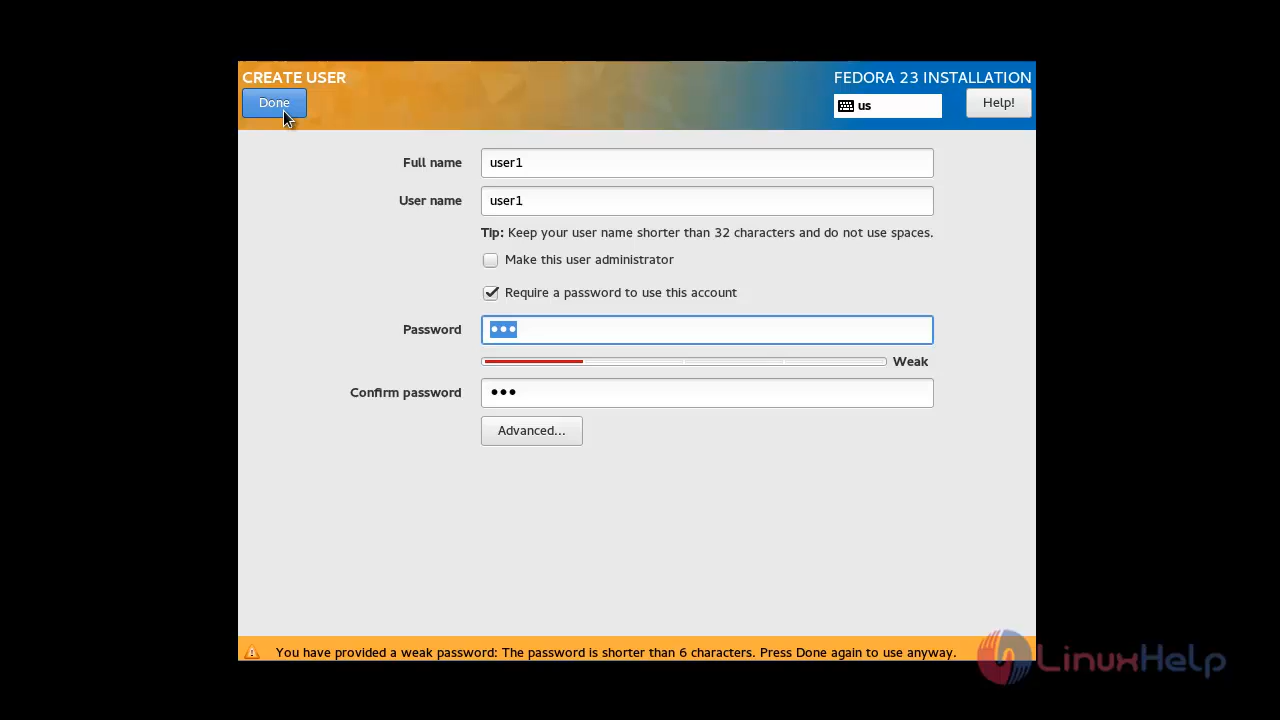 CREATE USER
FEDORA 23 INSTALLATION
Done
us
Help!
Full name
user1
User name
user1
Tip: Keep your user name shorter than 32 characters and do not use spaces.
Make this user administrator
Require a password to use this account
Password
•••
Weak
Confirm password
•••
Advanced...
You have provided a weak password: The password is shorter than 6 characters. Press Done again to use anyway.
LinuxHelp